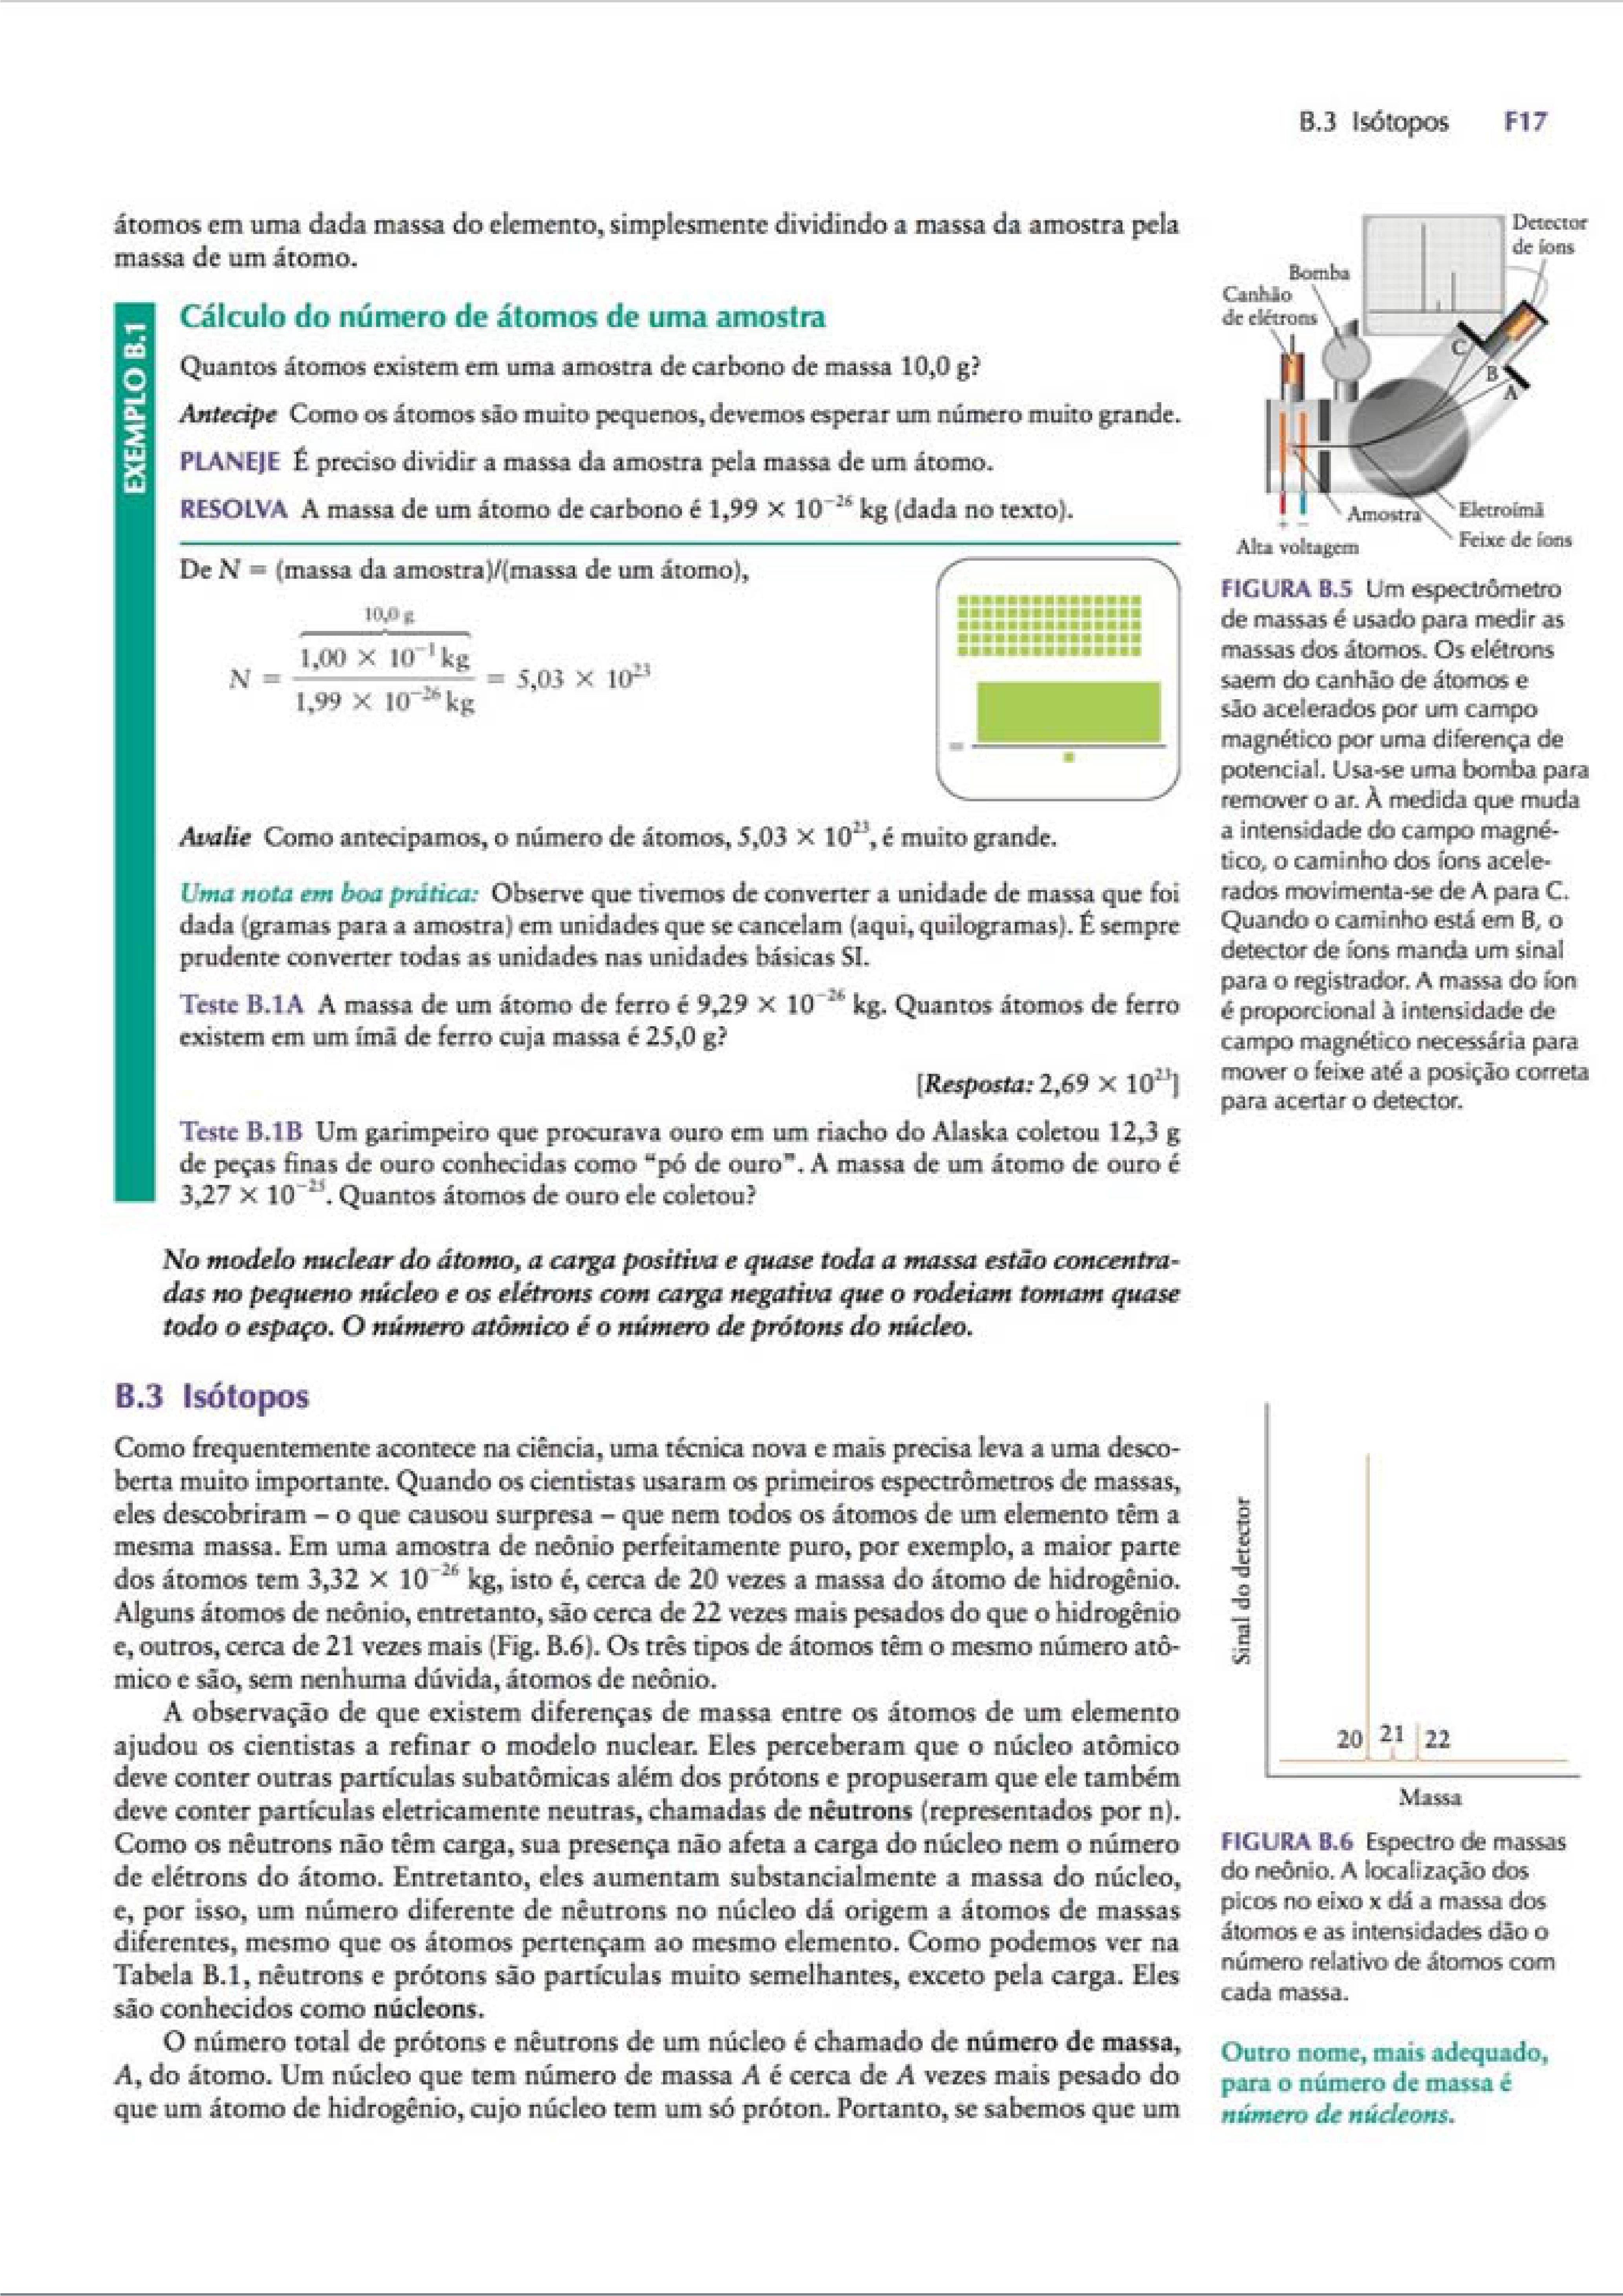 B.3 Isótopos F17
átomos em uma dada massa do elemento, simplesmente dividindo a massa da amostra pela
massa de um átomo.
EXEMPLO B.1
Cálculo do número de átomos de uma amostra
Quantos átomos existem em uma amostra de carbono de massa 10,0 g?
Antecipe Como os átomos são muito pequenos, devemos esperar um número muito grande.
PLANEJE É preciso dividir a massa da amostra pela massa de um átomo.
RESOLVA A massa de um átomo de carbono é 1,99 × 10⁻²⁶ kg (dada no texto).
De N = (massa da amostra)/(massa de um átomo),
10,0 g
1,00 × 10⁻¹ kg
N = = 5,03 × 10²³
1,99 × 10⁻²⁶ kg
=
Avalie Como antecipamos, o número de átomos, 5,03 × 10²³, é muito grande.
Uma nota em boa prática: Observe que tivemos de converter a unidade de massa que foi
dada (gramas para a amostra) em unidades que se cancelam (aqui, quilogramas). É sempre
prudente converter todas as unidades nas unidades básicas SI.
Teste B.1A A massa de um átomo de ferro é 9,29 × 10⁻²⁶ kg. Quantos átomos de ferro
existem em um ímã de ferro cuja massa é 25,0 g?
[Resposta: 2,69 × 10²³]
Teste B.1B Um garimpeiro que procurava ouro em um riacho do Alaska coletou 12,3 g
de peças finas de ouro conhecidas como “pó de ouro”. A massa de um átomo de ouro é
3,27 × 10⁻²⁵. Quantos átomos de ouro ele coletou?
No modelo nuclear do átomo, a carga positiva e quase toda a massa estão concentra-
das no pequeno núcleo e os elétrons com carga negativa que o rodeiam tomam quase
todo o espaço. O número atômico é o número de prótons do núcleo.
B.3 Isótopos
Como frequentemente acontece na ciência, uma técnica nova e mais precisa leva a uma desco-
berta muito importante. Quando os cientistas usaram os primeiros espectrômetros de massas,
eles descobriram – o que causou surpresa – que nem todos os átomos de um elemento têm a
mesma massa. Em uma amostra de neônio perfeitamente puro, por exemplo, a maior parte
dos átomos tem 3,32 × 10⁻²⁶ kg, isto é, cerca de 20 vezes a massa do átomo de hidrogênio.
Alguns átomos de neônio, entretanto, são cerca de 22 vezes mais pesados do que o hidrogênio
e, outros, cerca de 21 vezes mais (Fig. B.6). Os três tipos de átomos têm o mesmo número atô-
mico e são, sem nenhuma dúvida, átomos de neônio.
A observação de que existem diferenças de massa entre os átomos de um elemento
ajudou os cientistas a refinar o modelo nuclear. Eles perceberam que o núcleo atômico
deve conter outras partículas subatômicas além dos prótons e propuseram que ele também
deve conter partículas eletricamente neutras, chamadas de nêutrons (representados por n).
Como os nêutrons não têm carga, sua presença não afeta a carga do núcleo nem o número
de elétrons do átomo. Entretanto, eles aumentam substancialmente a massa do núcleo,
e, por isso, um número diferente de nêutrons no núcleo dá origem a átomos de massas
diferentes, mesmo que os átomos pertençam ao mesmo elemento. Como podemos ver na
Tabela B.1, nêutrons e prótons são partículas muito semelhantes, exceto pela carga. Eles
são conhecidos como núcleons.
O número total de prótons e nêutrons de um núcleo é chamado de número de massa,
A, do átomo. Um núcleo que tem número de massa A é cerca de A vezes mais pesado do
que um átomo de hidrogênio, cujo núcleo tem um só próton. Portanto, se sabemos que um
Detector
de íons
Bomba
Canhão
de elétrons
C
B
A
Amostra
Eletroímã
+ −
Alta voltagem
Feixe de íons
FIGURA B.5 Um espectrômetro
de massas é usado para medir as
massas dos átomos. Os elétrons
saem do canhão de átomos e
são acelerados por um campo
magnético por uma diferença de
potencial. Usa-se uma bomba para
remover o ar. À medida que muda
a intensidade do campo magné-
tico, o caminho dos íons acele-
rados movimenta-se de A para C.
Quando o caminho está em B, o
detector de íons manda um sinal
para o registrador. A massa do íon
é proporcional à intensidade de
campo magnético necessária para
mover o feixe até a posição correta
para acertar o detector.
Sinal do detector
20 21 22
Massa
FIGURA B.6 Espectro de massas
do neônio. A localização dos
picos no eixo x dá a massa dos
átomos e as intensidades dão o
número relativo de átomos com
cada massa.
Outro nome, mais adequado,
para o número de massa é
número de núcleons.